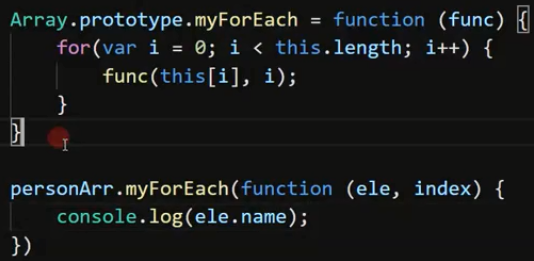 Array.prototype.myForEach = function (func) {
    for(var i = 0; i < this.length; i++) {
        func(this[i], i);
    }
}
personArr.myForEach(function (ele, index) {
    console.log(ele.name);
})